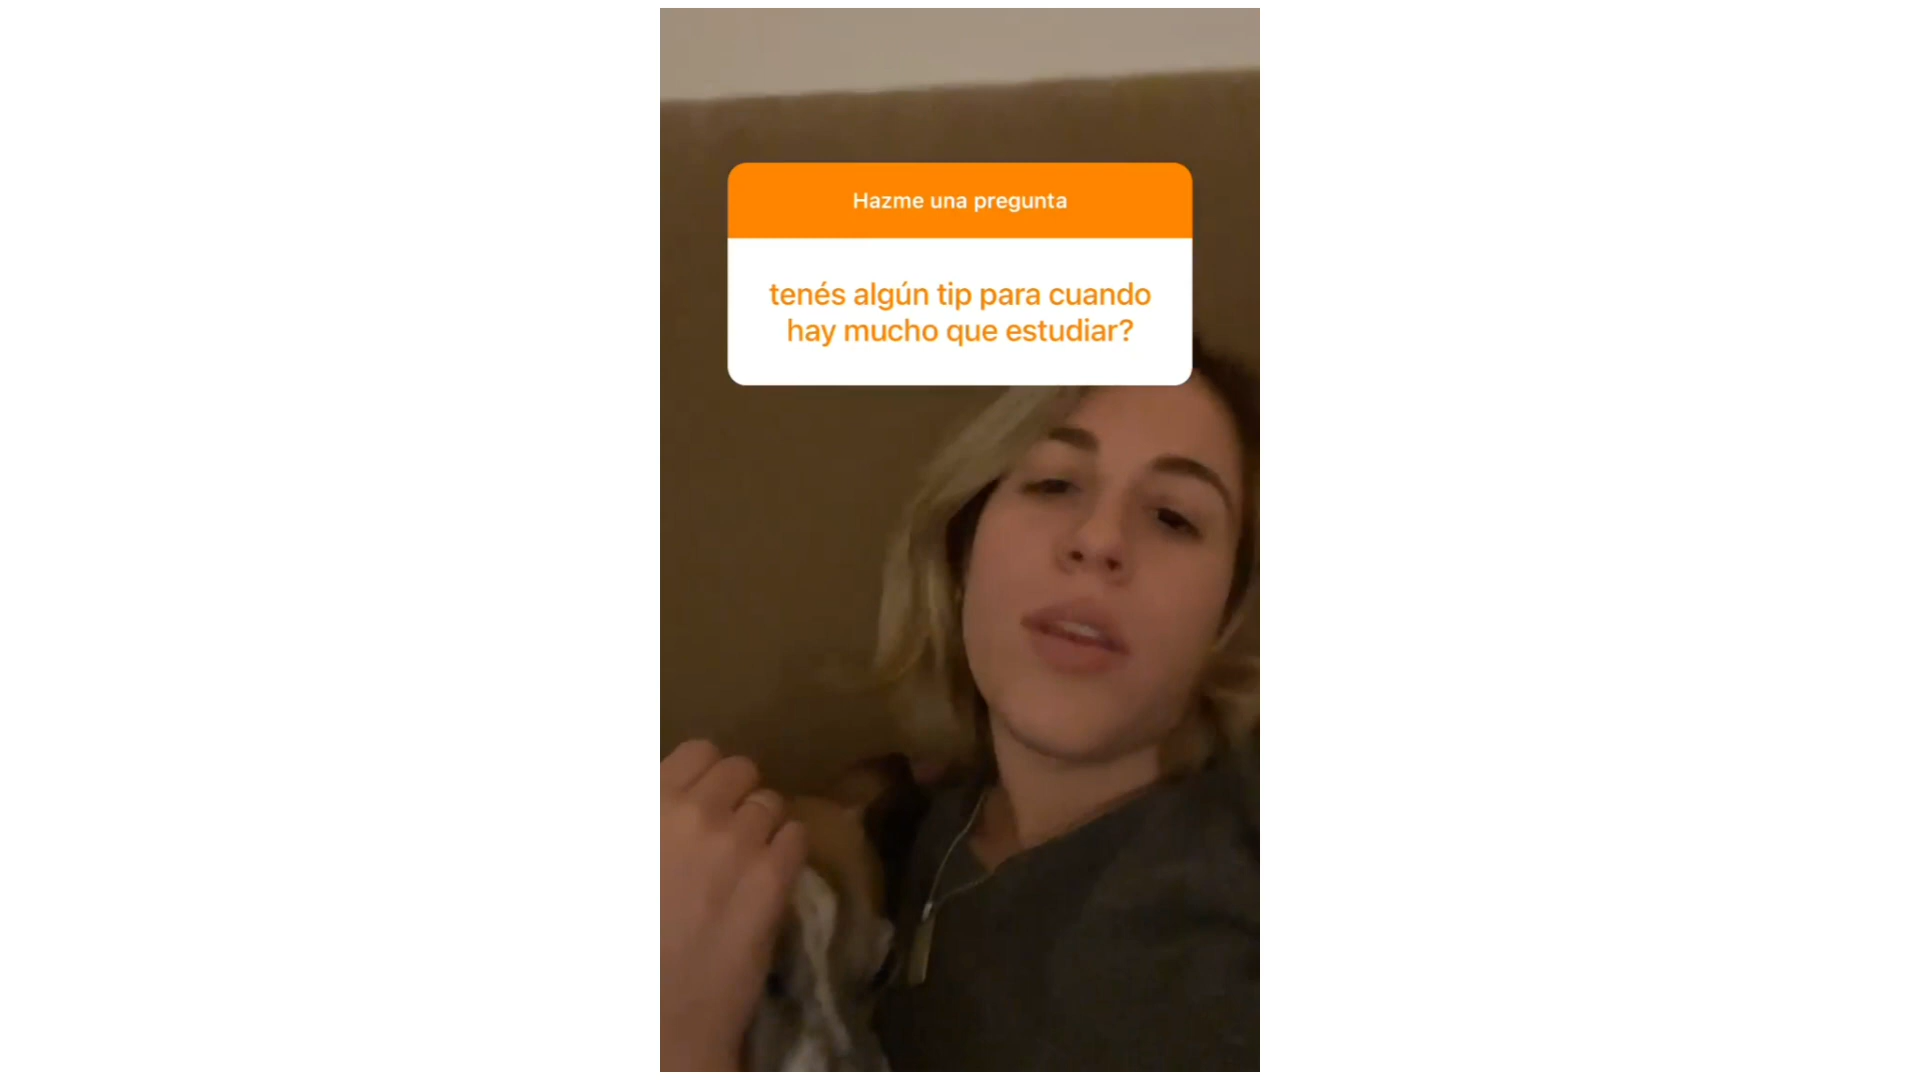 Hazme una pregunta
tenés algún tip para cuando
hay mucho que estudiar?